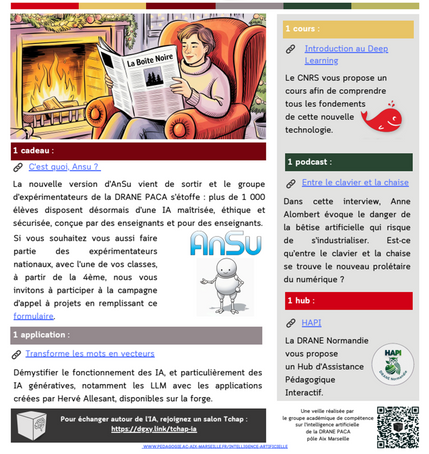 La Boite Noire
1 cadeau :
C'est quoi, Ansu ?
La nouvelle version d'AnSu vient de sortir et le groupe
d'expérimentateurs de la DRANE PACA s'étoffe : plus de 1 000
élèves disposent désormais d'une IA maîtrisée, éthique et
sécurisée, conçue par des enseignants et pour des enseignants.
Si vous souhaitez vous aussi faire
partie des expérimentateurs
nationaux, avec l'une de vos classes,
à partir de la 4ème, nous vous
invitons à participer à la campagne
d'appel à projets en remplissant ce
formulaire.
AnSu
1 application :
Transforme les mots en vecteurs
Démystifier le fonctionnement des IA, et particulièrement des
IA génératives, notamment les LLM avec les applications
créées par Hervé Allesant, disponibles sur la forge.
Pour échanger autour de l'IA, rejoignez un salon Tchap :
https://dgxy.link/tchap-ia
1 cours :
Introduction au Deep
Learning
Le CNRS vous propose un
cours afin de comprendre
tous les fondements
de cette nouvelle
technologie.
1 podcast :
Entre le clavier et la chaise
Dans cette interview, Anne
Alombert évoque le danger de
la bêtise artificielle qui risque
de s'industrialiser. Est-ce
qu'entre le clavier et la chaise
se trouve le nouveau prolétaire
du numérique ?
1 hub :
HAPI
La DRANE Normandie
vous propose
un Hub d'Assistance
Pédagogique
Interactif.
HAPI
Une veille réalisée par
le groupe académique de compétence
sur l'intelligence artificielle
de la DRANE PACA
pôle Aix Marseille
WWW.PEDAGOGIE.AC-AIX-MARSEILLE.FR/INTELLIGENCE-ARTIFICIELLE